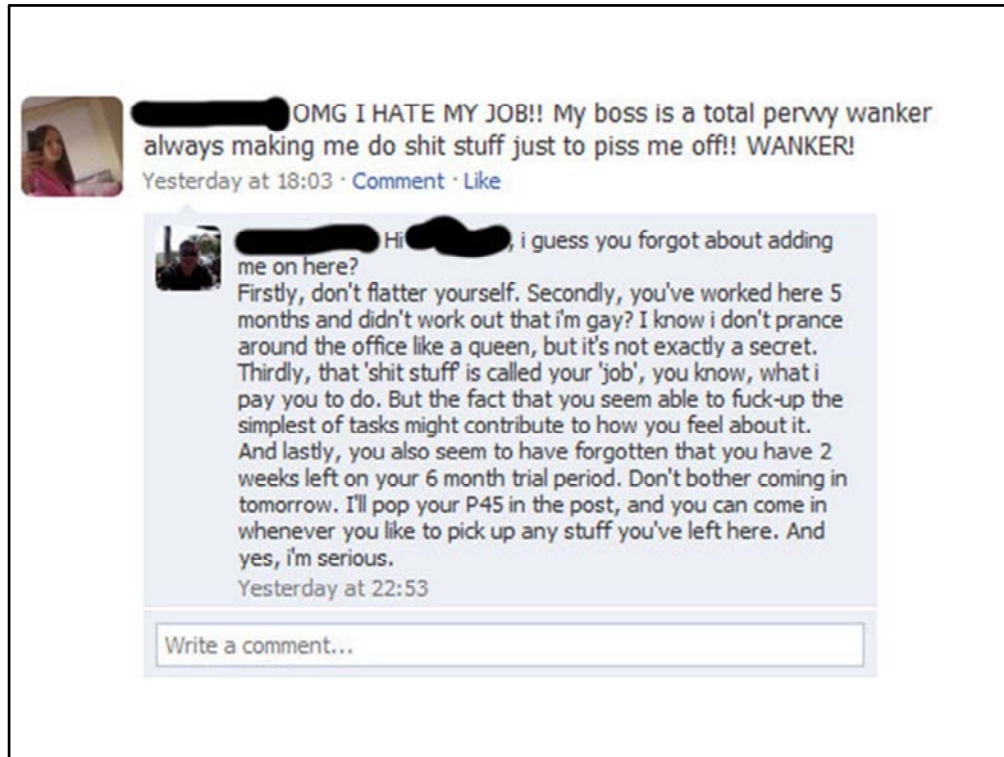 OMG I HATE MY JOB!! My boss is a total pervvy wanker
always making me do shit stuff just to piss me off!! WANKER!
Yesterday at 18:03 · Comment · Like
Hi , i guess you forgot about adding
me on here?
Firstly, don't flatter yourself. Secondly, you've worked here 5
months and didn't work out that i'm gay? I know i don't prance
around the office like a queen, but it's not exactly a secret.
Thirdly, that 'shit stuff' is called your 'job', you know, what i
pay you to do. But the fact that you seem able to fuck-up the
simplest of tasks might contribute to how you feel about it.
And lastly, you also seem to have forgotten that you have 2
weeks left on your 6 month trial period. Don't bother coming in
tomorrow. I'll pop your P45 in the post, and you can come in
whenever you like to pick up any stuff you've left here. And
yes, i'm serious.
Yesterday at 22:53
Write a comment...